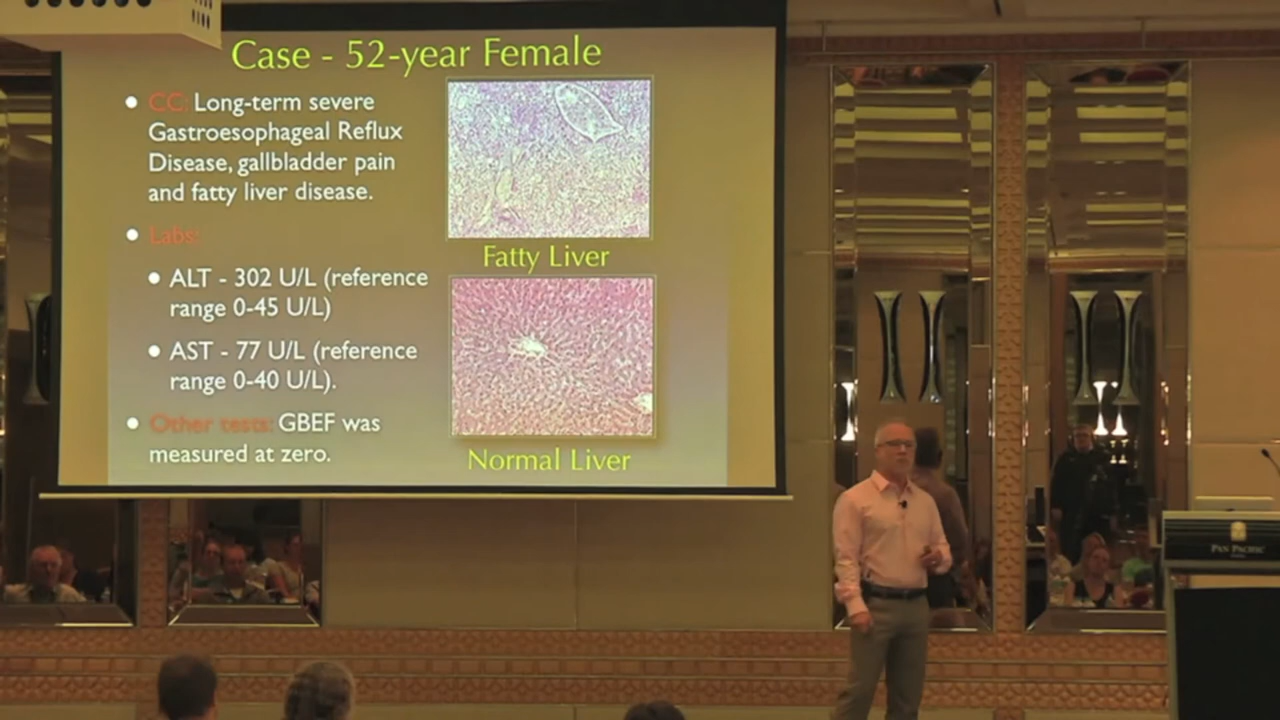 Case - 52-year Female
CC: Long-term severe
Gastroesophageal Reflux
Disease, gallbladder pain
and fatty liver disease.
Labs:
ALT - 302 U/L (reference
range 0-45 U/L)
AST - 77 U/L (reference
range 0-40 U/L).
Other tests: GBEF was
measured at zero.
Fatty Liver
Normal Liver
PAN PACIFIC